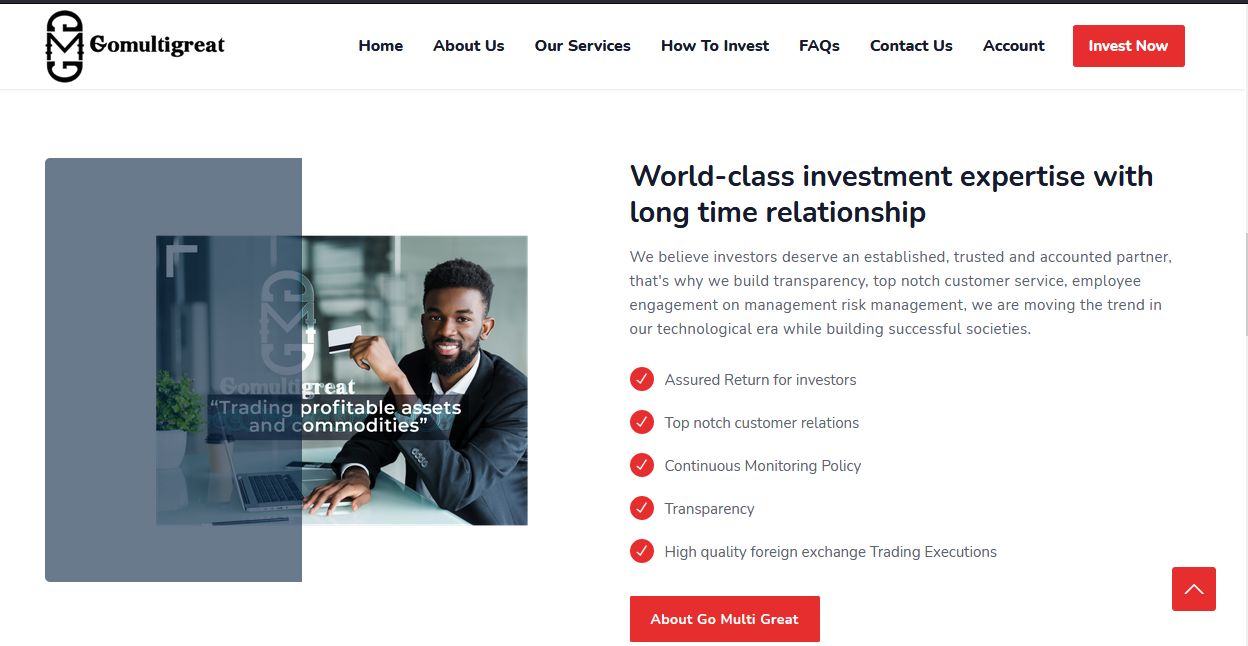 GMG Gomultigreat
Home About Us Our Services How To Invest FAQs Contact Us Account Invest Now
GMG
Gomultigreat
“Trading profitable assets
and commodities”
World-class investment expertise with
long time relationship
We believe investors deserve an established, trusted and accounted partner,
that's why we build transparency, top notch customer service, employee
engagement on management risk management, we are moving the trend in
our technological era while building successful societies.
Assured Return for investors
Top notch customer relations
Continuous Monitoring Policy
Transparency
High quality foreign exchange Trading Executions
About Go Multi Great